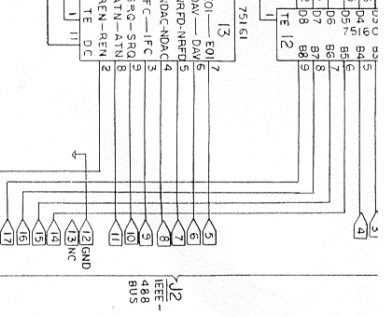 TE
DC
REN-REN
2
ATN-ATN
8
SRQ-SRQ
9
IFC-IFC
3
NDAC-NDAC
4
NRFD-NRFD
5
DAV-DAV
6
EOI
7
13
75161
TE
12
75160
D8
D7
D6
D5
D4
B8
9
B7
8
B6
7
B5
6
B4
5
17
16
15
14
13
NC
12
GND
11
10
9
8
7
6
5
4
J2
IEEE-
488
BUS